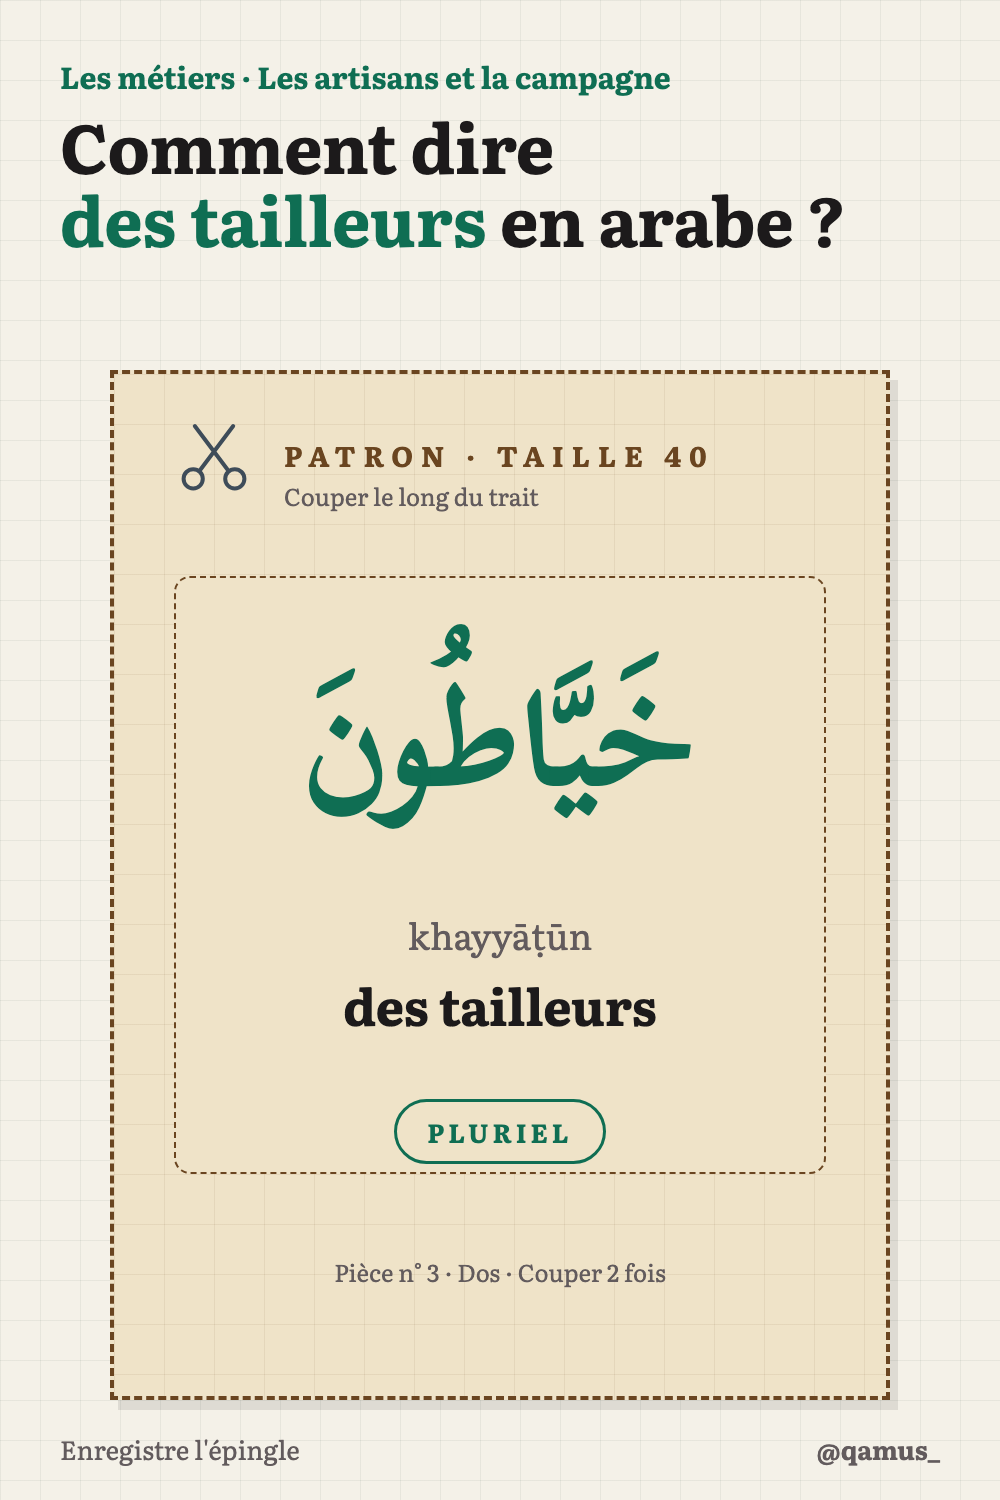 Les métiers · Les artisans et la campagne
Comment dire
des tailleurs en arabe ?
PATRON · TAILLE 40
Couper le long du trait
خَيَّاطُونَ
khayyāṭūn
des tailleurs
PLURIEL
Pièce n° 3 · Dos · Couper 2 fois
Enregistre l'épingle
@qamus_